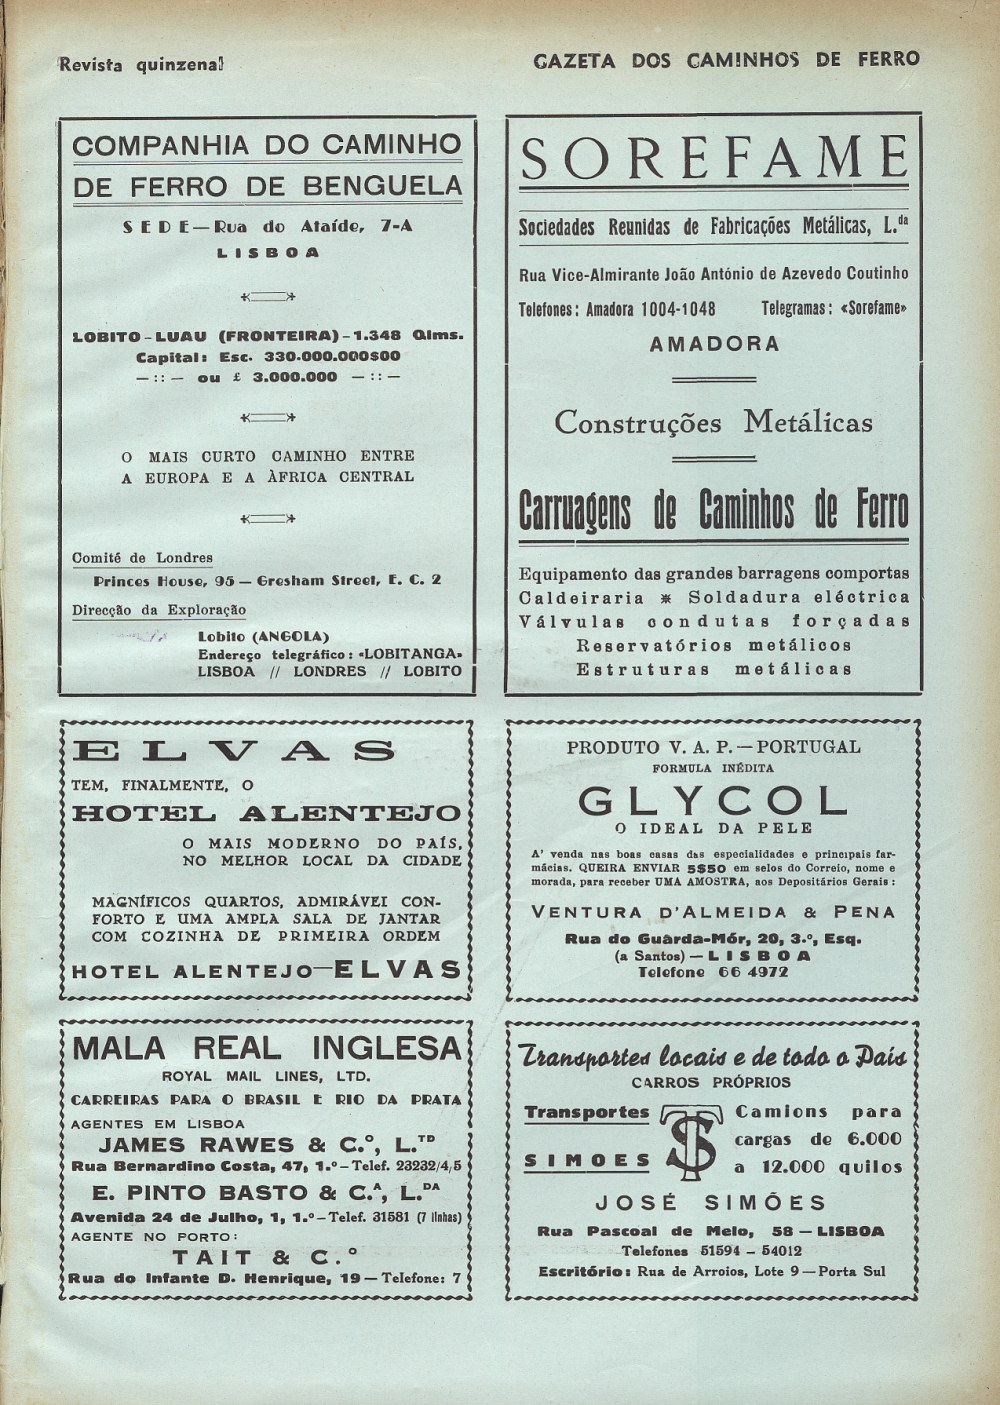 Revista quinzenal
GAZETA DOS CAMINHOS DE FERRO
COMPANHIA DO CAMINHO
DE FERRO DE BENGUELA
SEDE—Rua do Ataíde, 7-A
LISBOA
LOBITO-LUAU (FRONTEIRA)-1.348 Qlms.
Capital: Esc. 330.000.000$00
—::— ou £ 3.000.000 —::—
O MAIS CURTO CAMINHO ENTRE
A EUROPA E A ÀFRICA CENTRAL
Comité de Londres
Princes House, 95 — Gresham Street, E. C. 2
Direcção da Exploração
Lobito (ANGOLA)
Endereço telegráfico: «LOBITANGA»
LISBOA // LONDRES // LOBITO
SOREFAME
Sociedades Reunidas de Fabricações Metálicas, L.da
Rua Vice-Almirante João António de Azevedo Coutinho
Telefones: Amadora 1004-1048 Telegramas: «Sorefame»
AMADORA
Construções Metálicas
Carruagens de Caminhos de Ferro
Equipamento das grandes barragens comportas
Caldeiraria * Soldadura eléctrica
Válvulas condutas forçadas
Reservatórios metálicos
Estruturas metálicas
ELVAS
TEM, FINALMENTE, O
HOTEL ALENTEJO
O MAIS MODERNO DO PAÍS,
NO MELHOR LOCAL DA CIDADE
MAGNÍFICOS QUARTOS, ADMIRÁVEI CON-
FORTO E UMA AMPLA SALA DE JANTAR
COM COZINHA DE PRIMEIRA ORDEM
HOTEL ALENTEJO—ELVAS
PRODUTO V. A. P.—PORTUGAL
FORMULA INÉDITA
GLYCOL
O IDEAL DA PELE
A' venda nas boas casas das especialidades e principais far-
mácias. QUEIRA ENVIAR 5$50 em selos do Correio, nome e
morada, para receber UMA AMOSTRA, aos Depositários Gerais:
VENTURA D'ALMEIDA & PENA
Rua do Guarda-Mór, 20, 3.º, Esq.
(a Santos)—LISBOA
Telefone 66 4972
MALA REAL INGLESA
ROYAL MAIL LINES, LTD.
CARREIRAS PARA O BRASIL E RIO DA PRATA
AGENTES EM LISBOA
JAMES RAWES & C.º, L.TD
Rua Bernardino Costa, 47, 1.º–Telef. 23232/4/5
E. PINTO BASTO & C.A, L.DA
Avenida 24 de Julho, 1, 1.º–Telef. 31581 (7 linhas)
AGENTE NO PORTO:
TAIT & C.º
Rua do Infante D. Henrique, 19—Telefone: 7
Transportes locais e de todo o País
CARROS PRÓPRIOS
Transportes
SIMOES
TS
Camions para
cargas de 6.000
a 12.000 quilos
JOSÉ SIMÓES
Rua Pascoal de Melo, 58—LISBOA
Telefones 51594 – 54012
Escritório: Rua de Arroios, Lote 9—Porta Sul